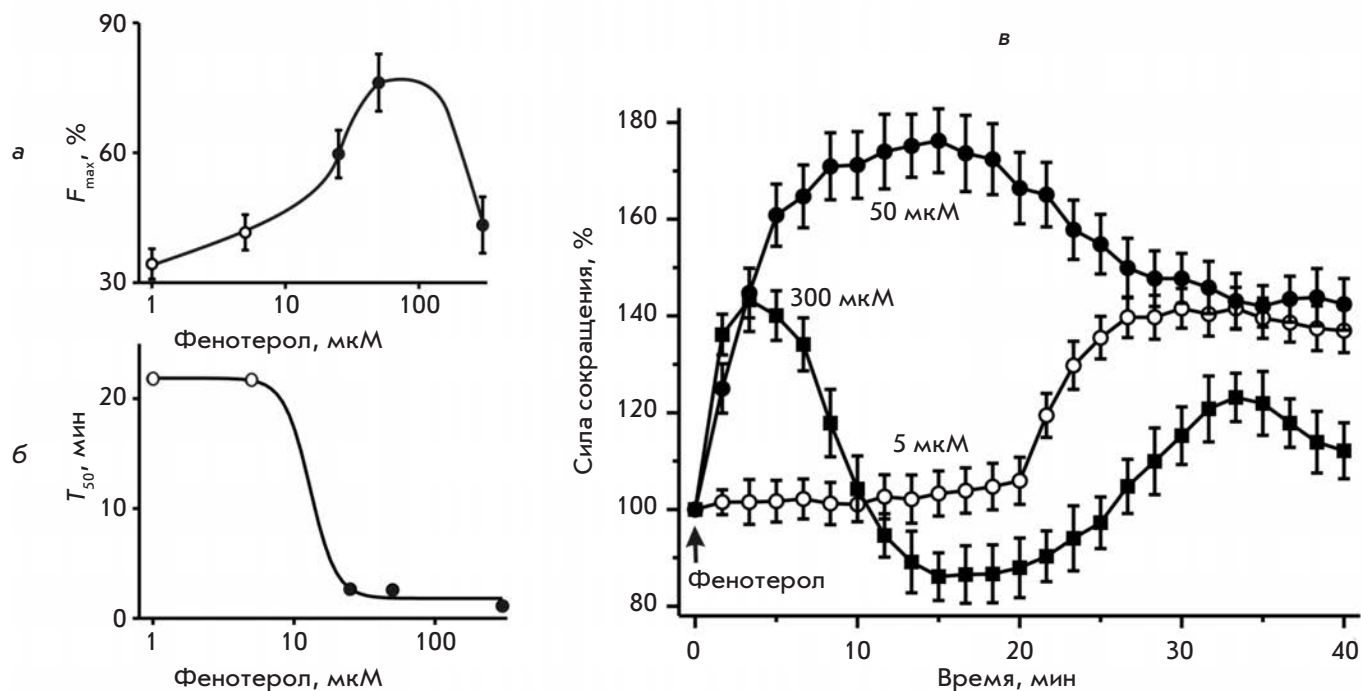 а
90
60
30
F max, %
1 10 100
Фенотерол, мкМ
б
20
10
0
T 50, мин
1 10 100
Фенотерол, мкМ
в
180
160
140
120
100
80
Сила сокращения, %
50 мкМ
300 мкМ
5 мкМ
Фенотерол
0 10 20 30 40
Время, мин